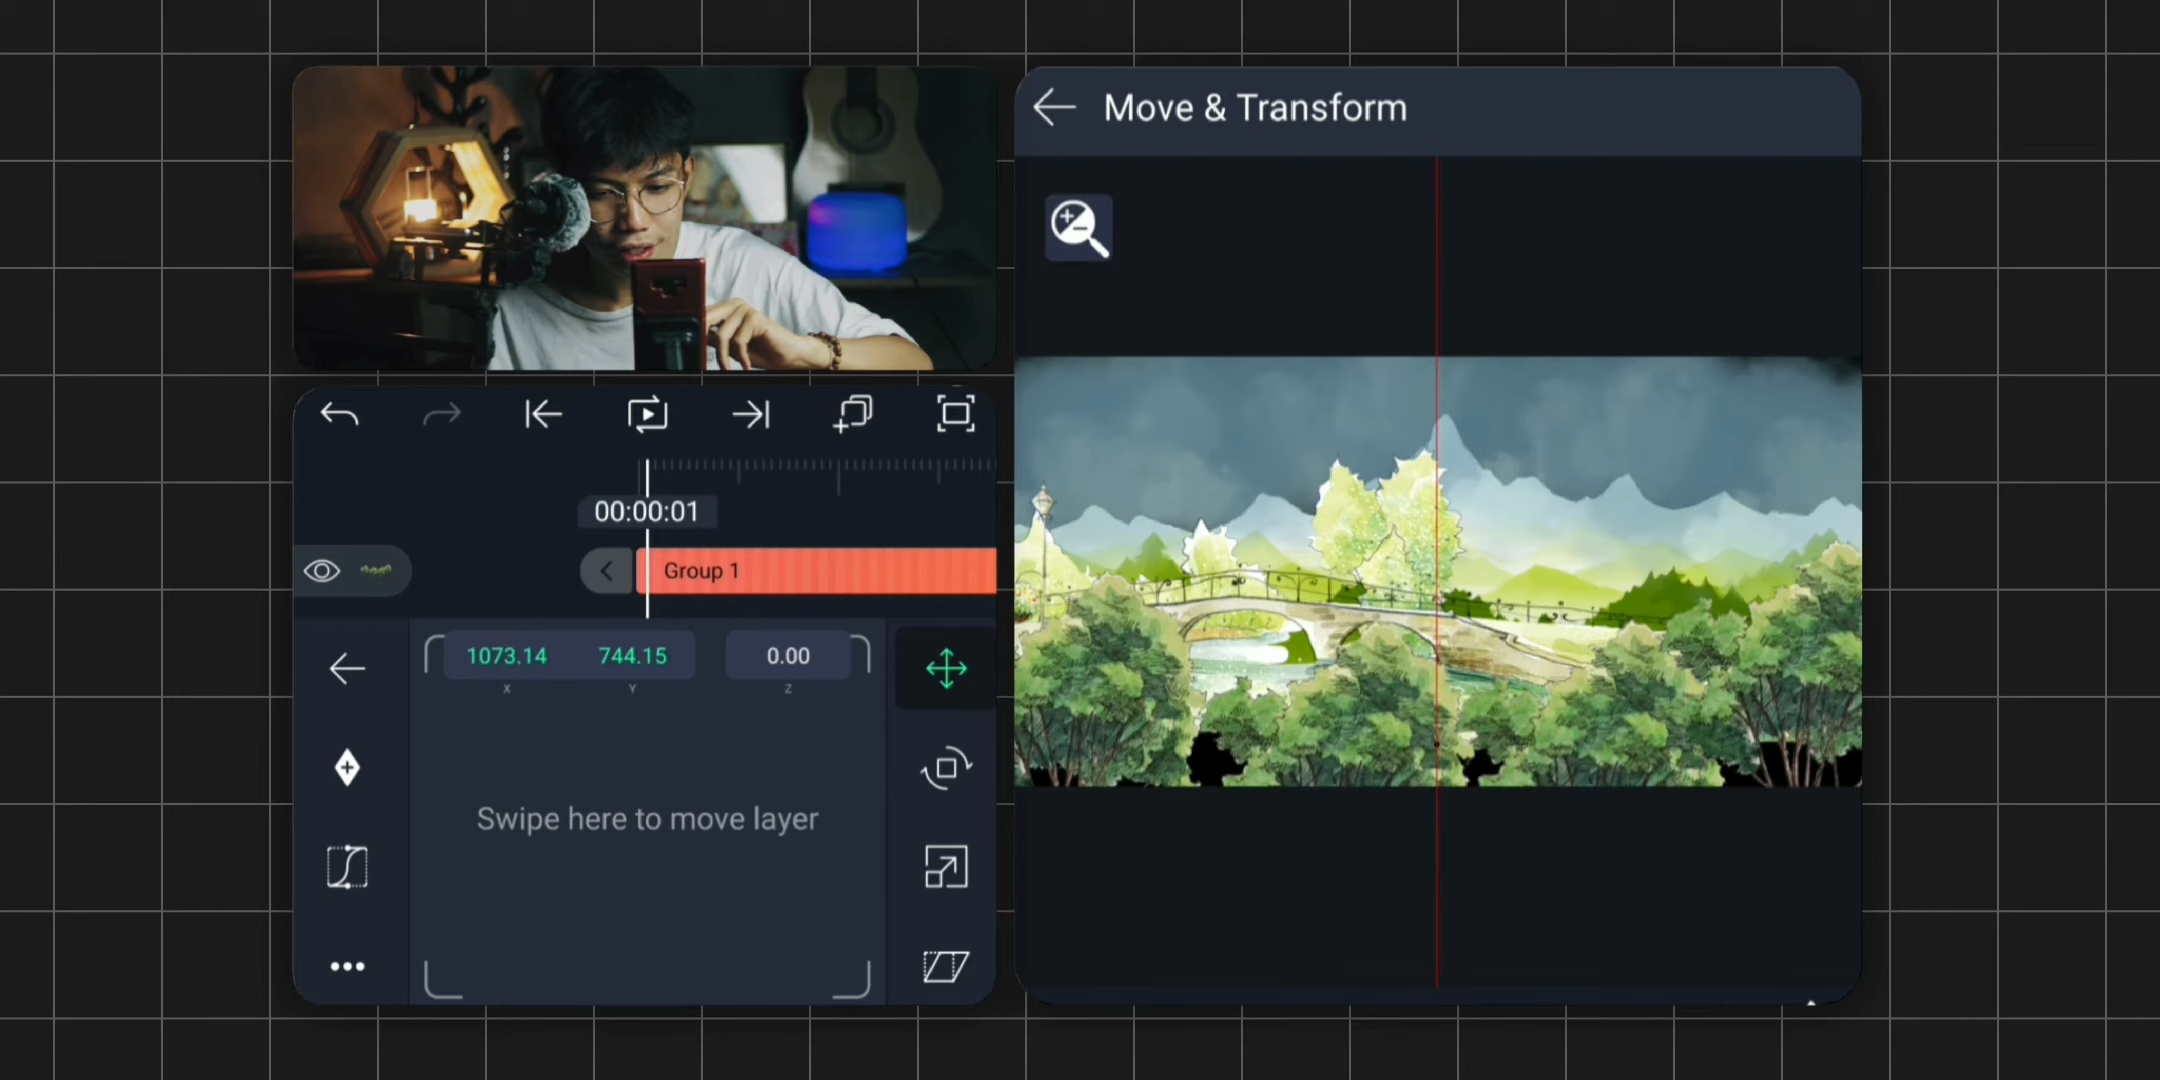 Move & Transform
00:00:01
Group 1
1073.14 744.15 0.00
X Y Z
Swipe here to move layer